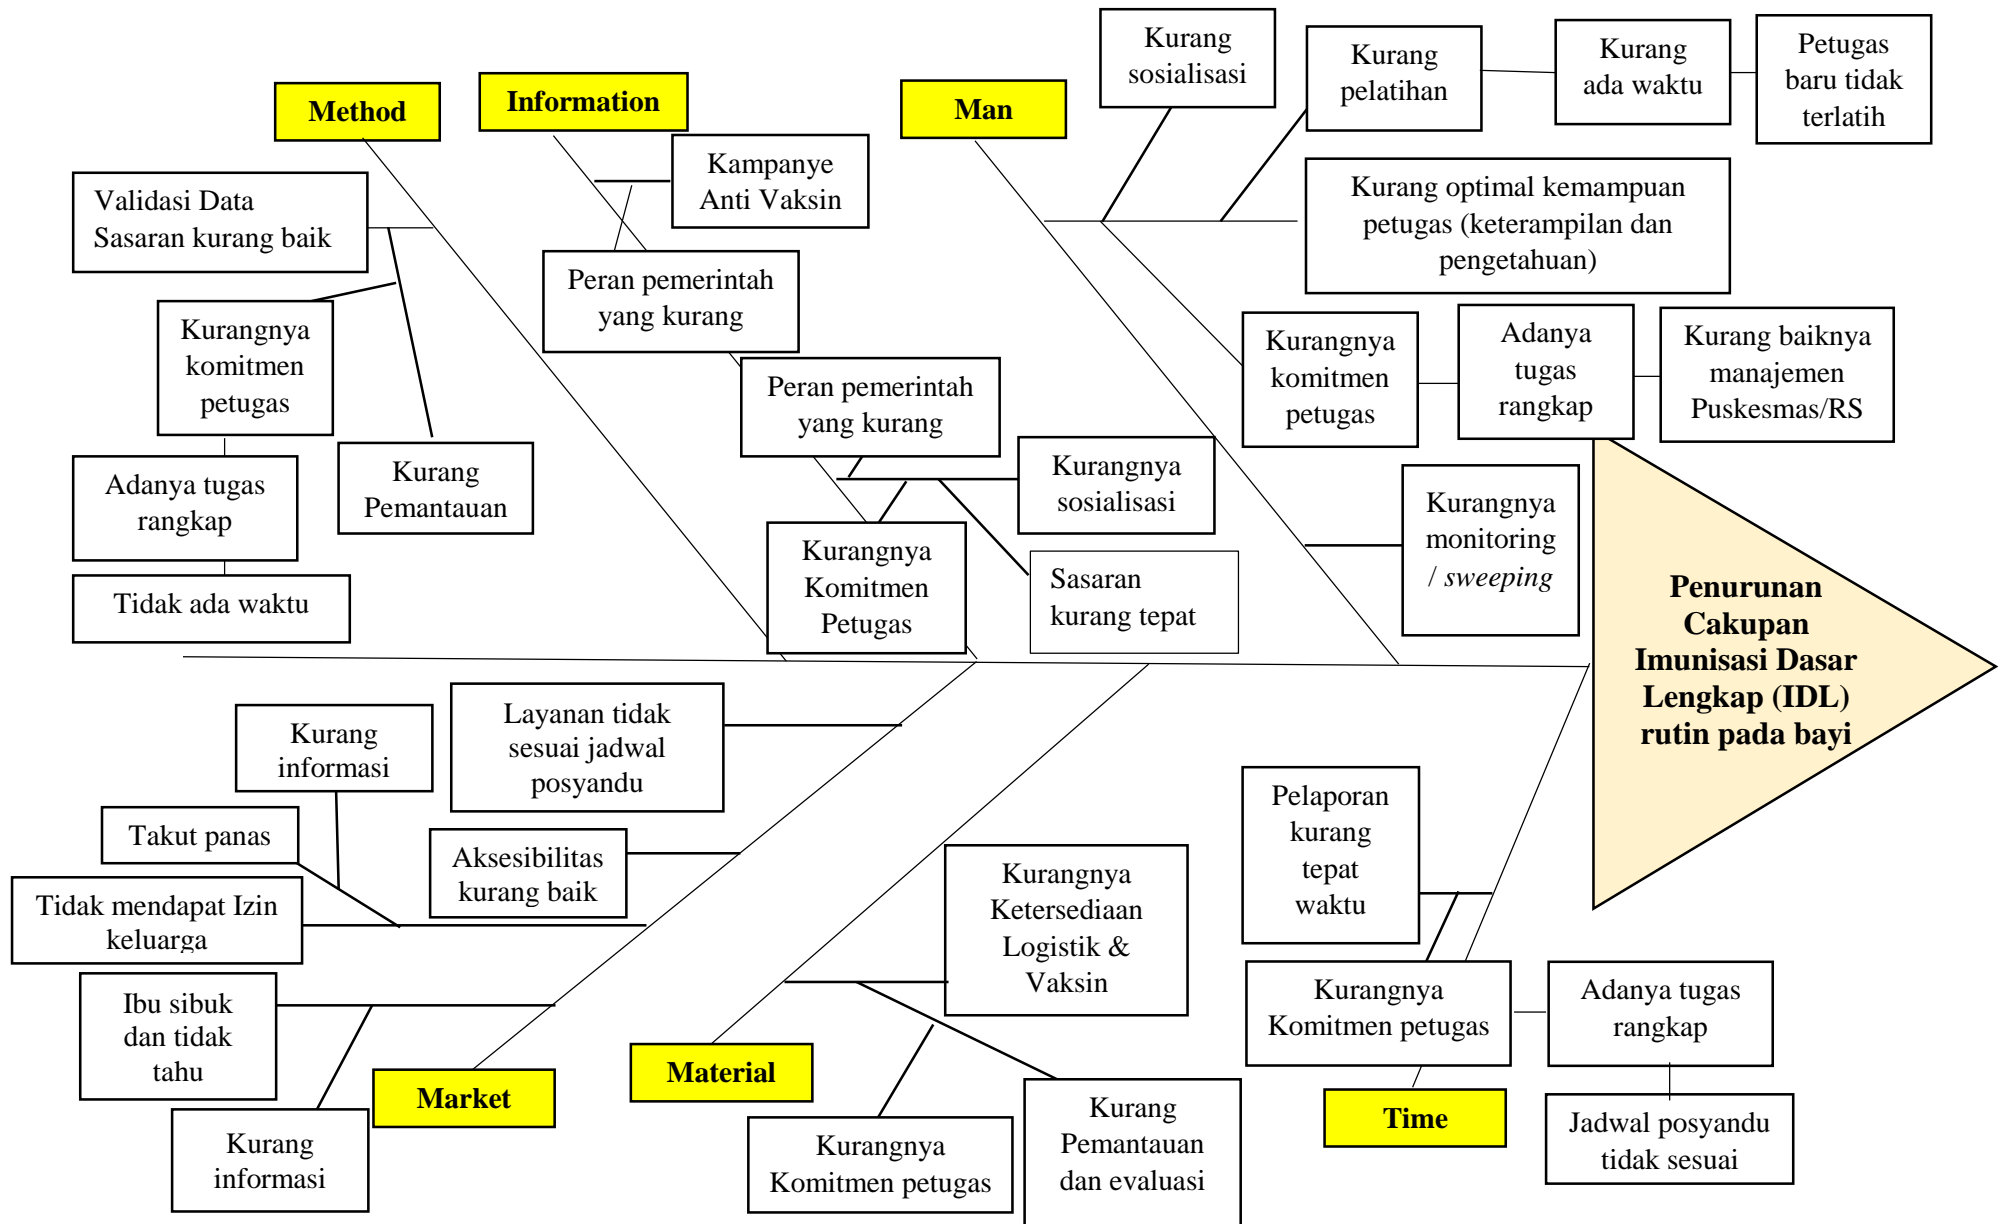 Method
Information
Man
Kurang
sosialisasi
Kurang
pelatihan
Kurang
ada waktu
Petugas
baru tidak
terlatih
Validasi Data
Sasaran kurang baik
Kampanye
Anti Vaksin
Kurang optimal kemampuan
petugas (keterampilan dan
pengetahuan)
Peran pemerintah
yang kurang
Kurangnya
komitmen
petugas
Kurangnya
komitmen
petugas
Adanya
tugas
rangkap
Kurang baiknya
manajemen
Puskesmas/RS
Peran pemerintah
yang kurang
Adanya tugas
rangkap
Kurang
Pemantauan
Kurangnya
sosialisasi
Kurangnya
monitoring
/ sweeping
Kurangnya
Komitmen
Petugas
Sasaran
kurang tepat
Tidak ada waktu
Penurunan
Cakupan
Imunisasi Dasar
Lengkap (IDL)
rutin pada bayi
Layanan tidak
sesuai jadwal
posyandu
Kurang
informasi
Takut panas
Aksesibilitas
kurang baik
Tidak mendapat Izin
keluarga
Ibu sibuk
dan tidak
tahu
Kurang
informasi
Market
Kurangnya
Ketersediaan
Logistik &
Vaksin
Material
Kurangnya
Komitmen petugas
Kurang
Pemantauan
dan evaluasi
Pelaporan
kurang
tepat
waktu
Kurangnya
Komitmen petugas
Adanya tugas
rangkap
Time
Jadwal posyandu
tidak sesuai